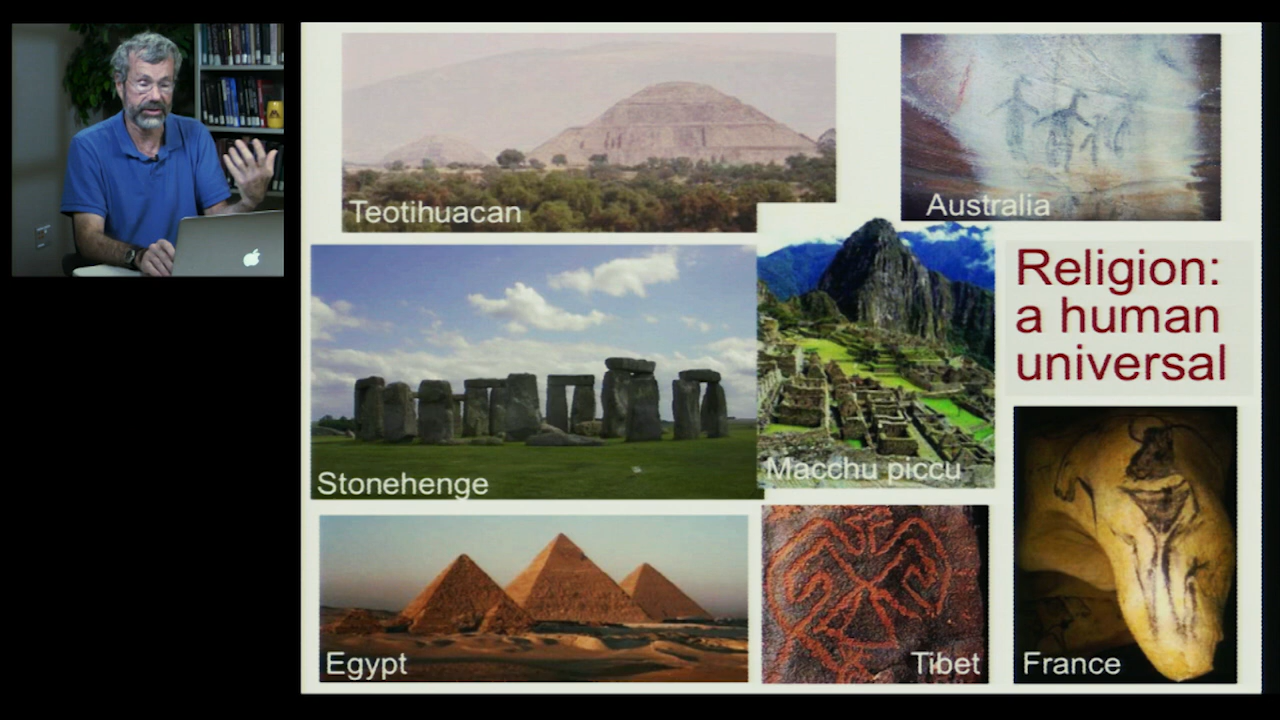 Teotihuacan
Australia
Religion:
a human
universal
Stonehenge
Macchu piccu
Egypt
Tibet
France